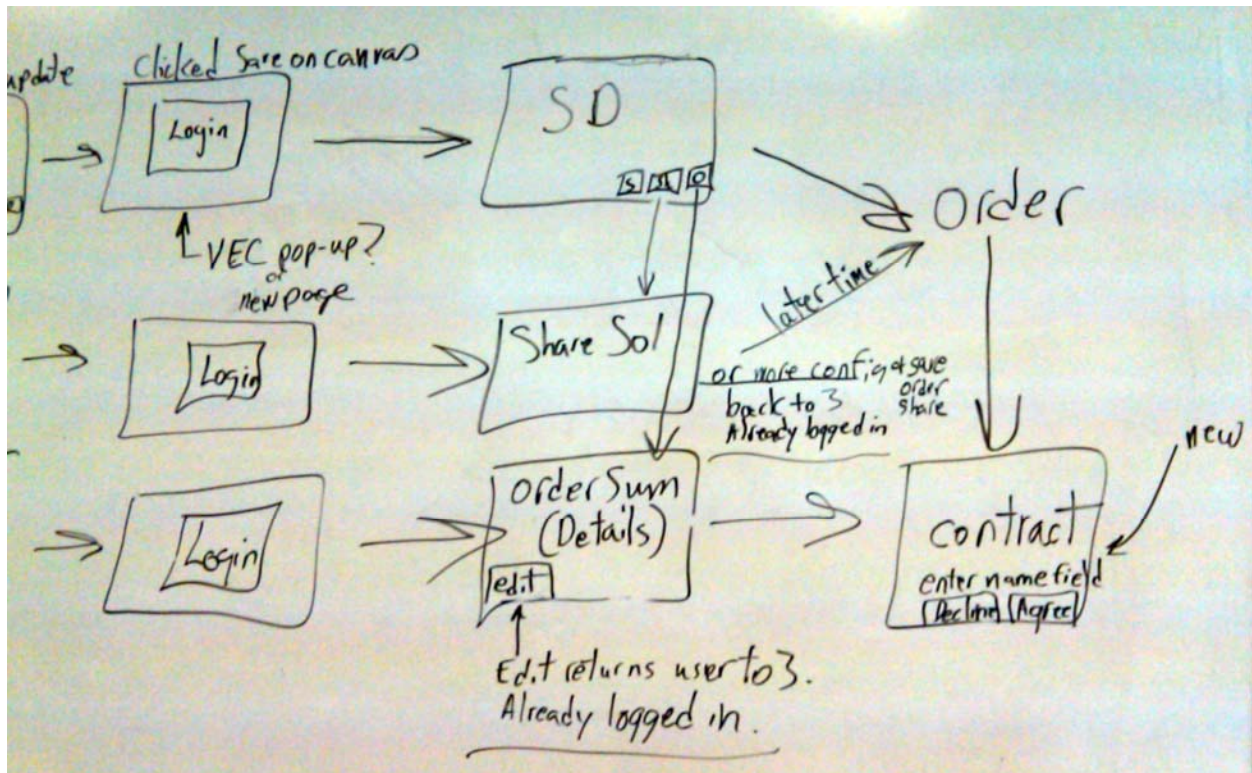 update
Clicked Save on canvas
Login
SD
S
O
Order
VEC pop-up?
or
new page
later time
Share Sol
Login
or more config at save
order
share
back to 3
Already logged in
new
Order Sum
(Details)
edit
Login
contract
enter name field
Decline Agree
Edit returns user to 3.
Already logged in.